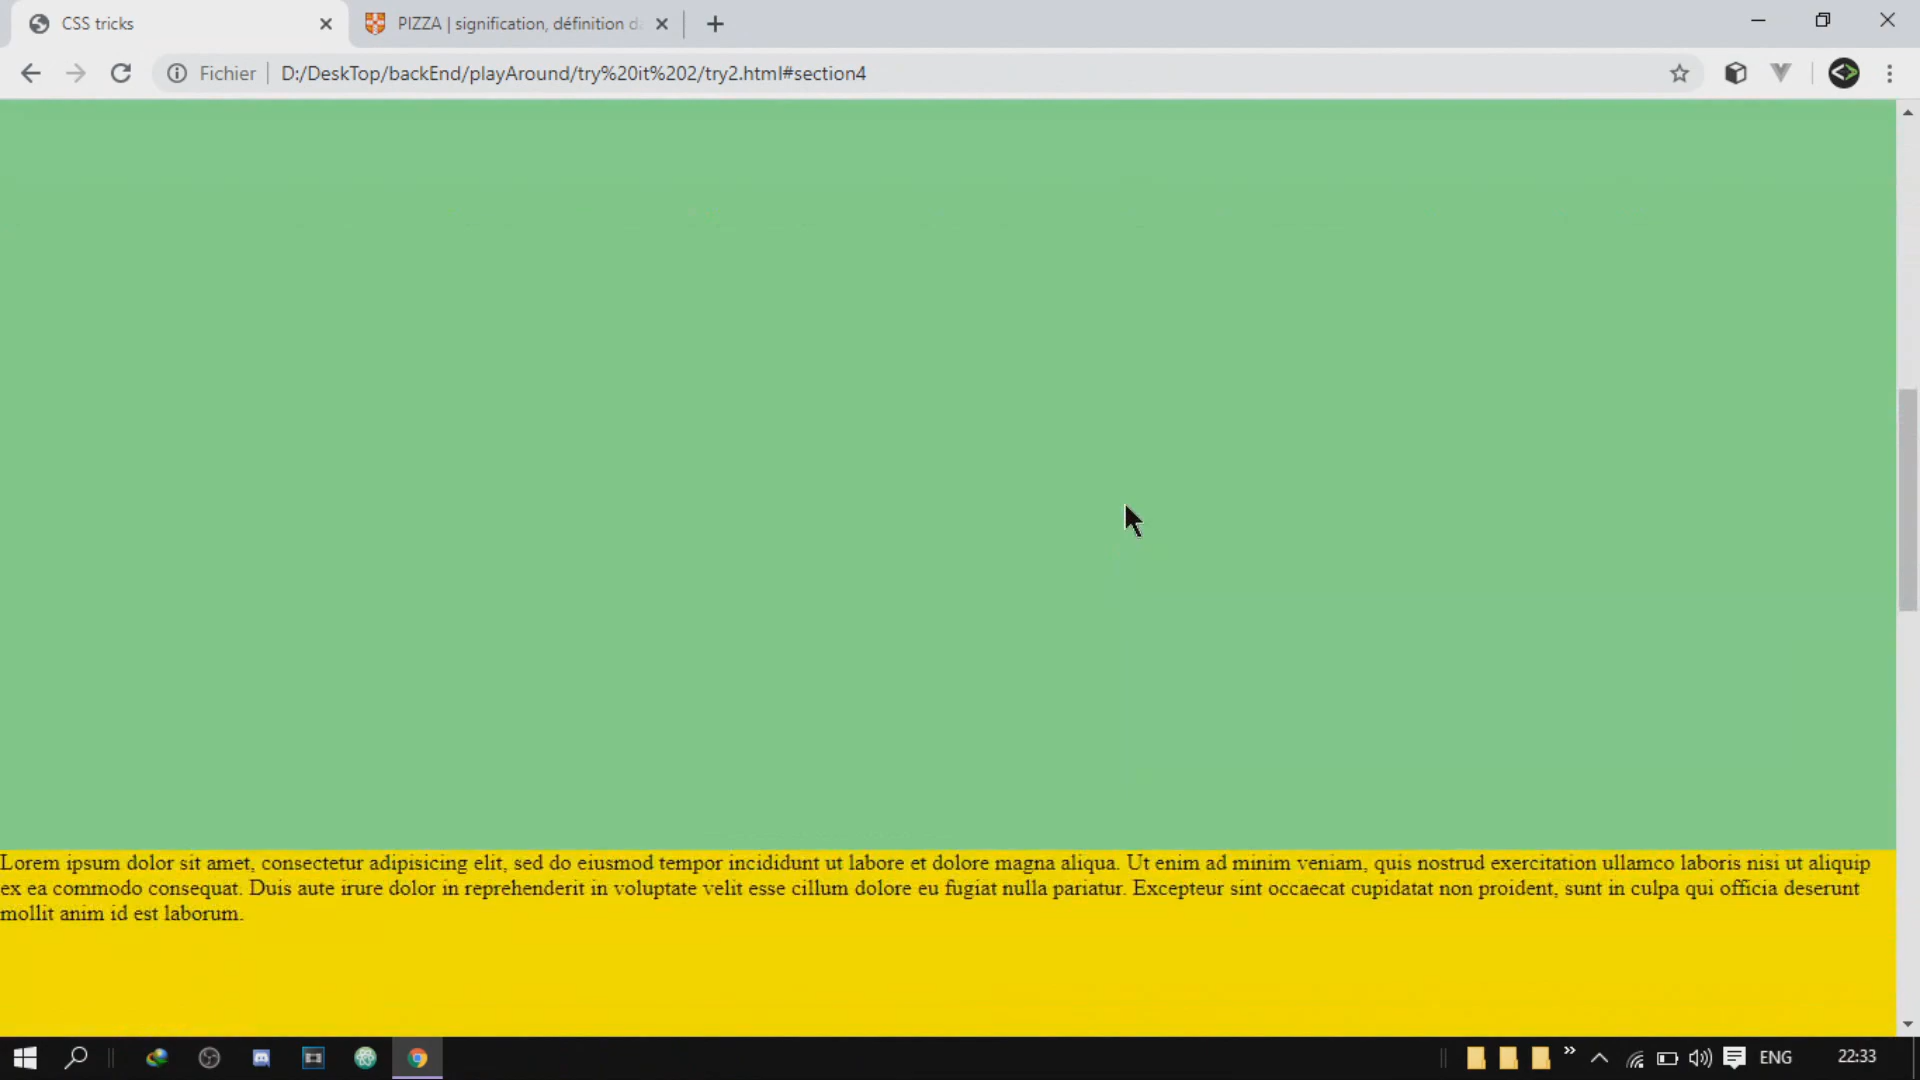 CSS tricks
PIZZA | signification, définition d
Fichier
D:/DeskTop/backEnd/playAround/try%20it%202/try2.html#section4
Lorem ipsum dolor sit amet, consectetur adipisicing elit, sed do eiusmod tempor incididunt ut labore et dolore magna aliqua. Ut enim ad minim veniam, quis nostrud exercitation ullamco laboris nisi ut aliquip
ex ea commodo consequat. Duis aute irure dolor in reprehenderit in voluptate velit esse cillum dolore eu fugiat nulla pariatur. Excepteur sint occaecat cupidatat non proident, sunt in culpa qui officia deserunt
mollit anim id est laborum.
ENG
22:33